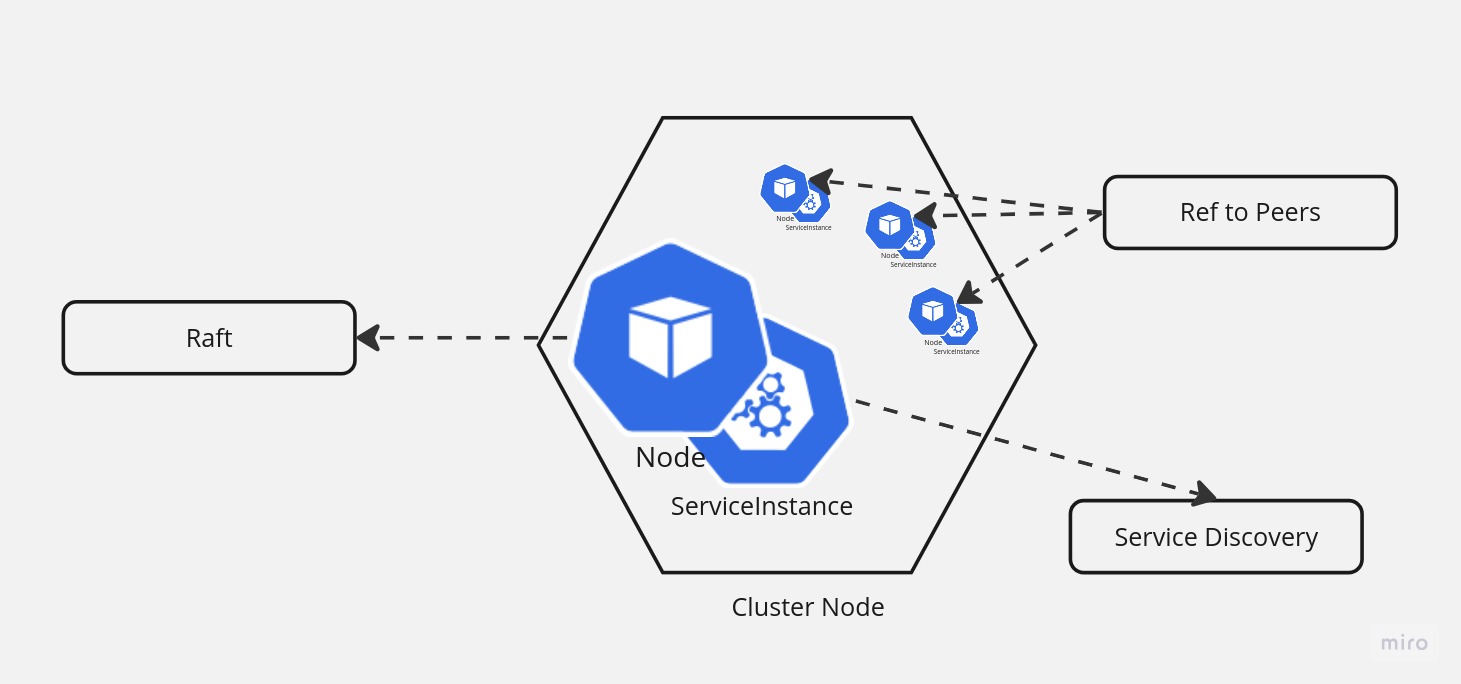 Node
ServiceInstance
Ref to Peers
Node
ServiceInstance
Raft
Node
ServiceInstance
Node
ServiceInstance
Service Discovery
Cluster Node
miro